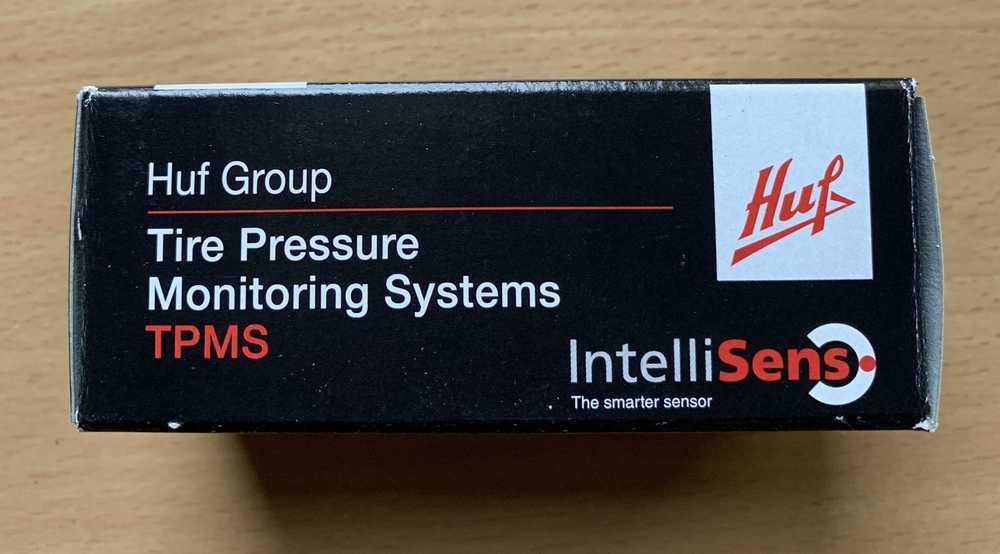 Huf Group
Tire Pressure
Monitoring Systems
TPMS
Huf
IntelliSens
The smarter sensor